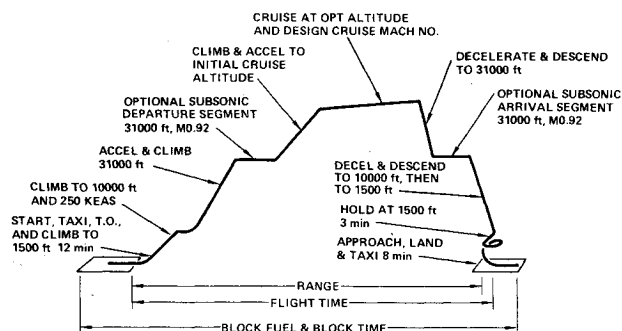 CRUISE AT OPT ALTITUDE
AND DESIGN CRUISE MACH NO.
CLIMB & ACCEL TO
INITIAL CRUISE
ALTITUDE
DECELERATE & DESCEND
TO 31000 ft
OPTIONAL SUBSONIC
DEPARTURE SEGMENT
31000 ft, M0.92
OPTIONAL SUBSONIC
ARRIVAL SEGMENT
31000 ft, M0.92
ACCEL & CLIMB
31000 ft
DECEL & DESCEND
TO 10000 ft, THEN
TO 1500 ft
CLIMB TO 10000 ft
AND 250 KEAS
HOLD AT 1500 ft
3 min
START, TAXI, T.O.,
AND CLIMB TO
1500 ft 12 min
APPROACH, LAND
& TAXI 8 min
RANGE
FLIGHT TIME
BLOCK FUEL & BLOCK TIME